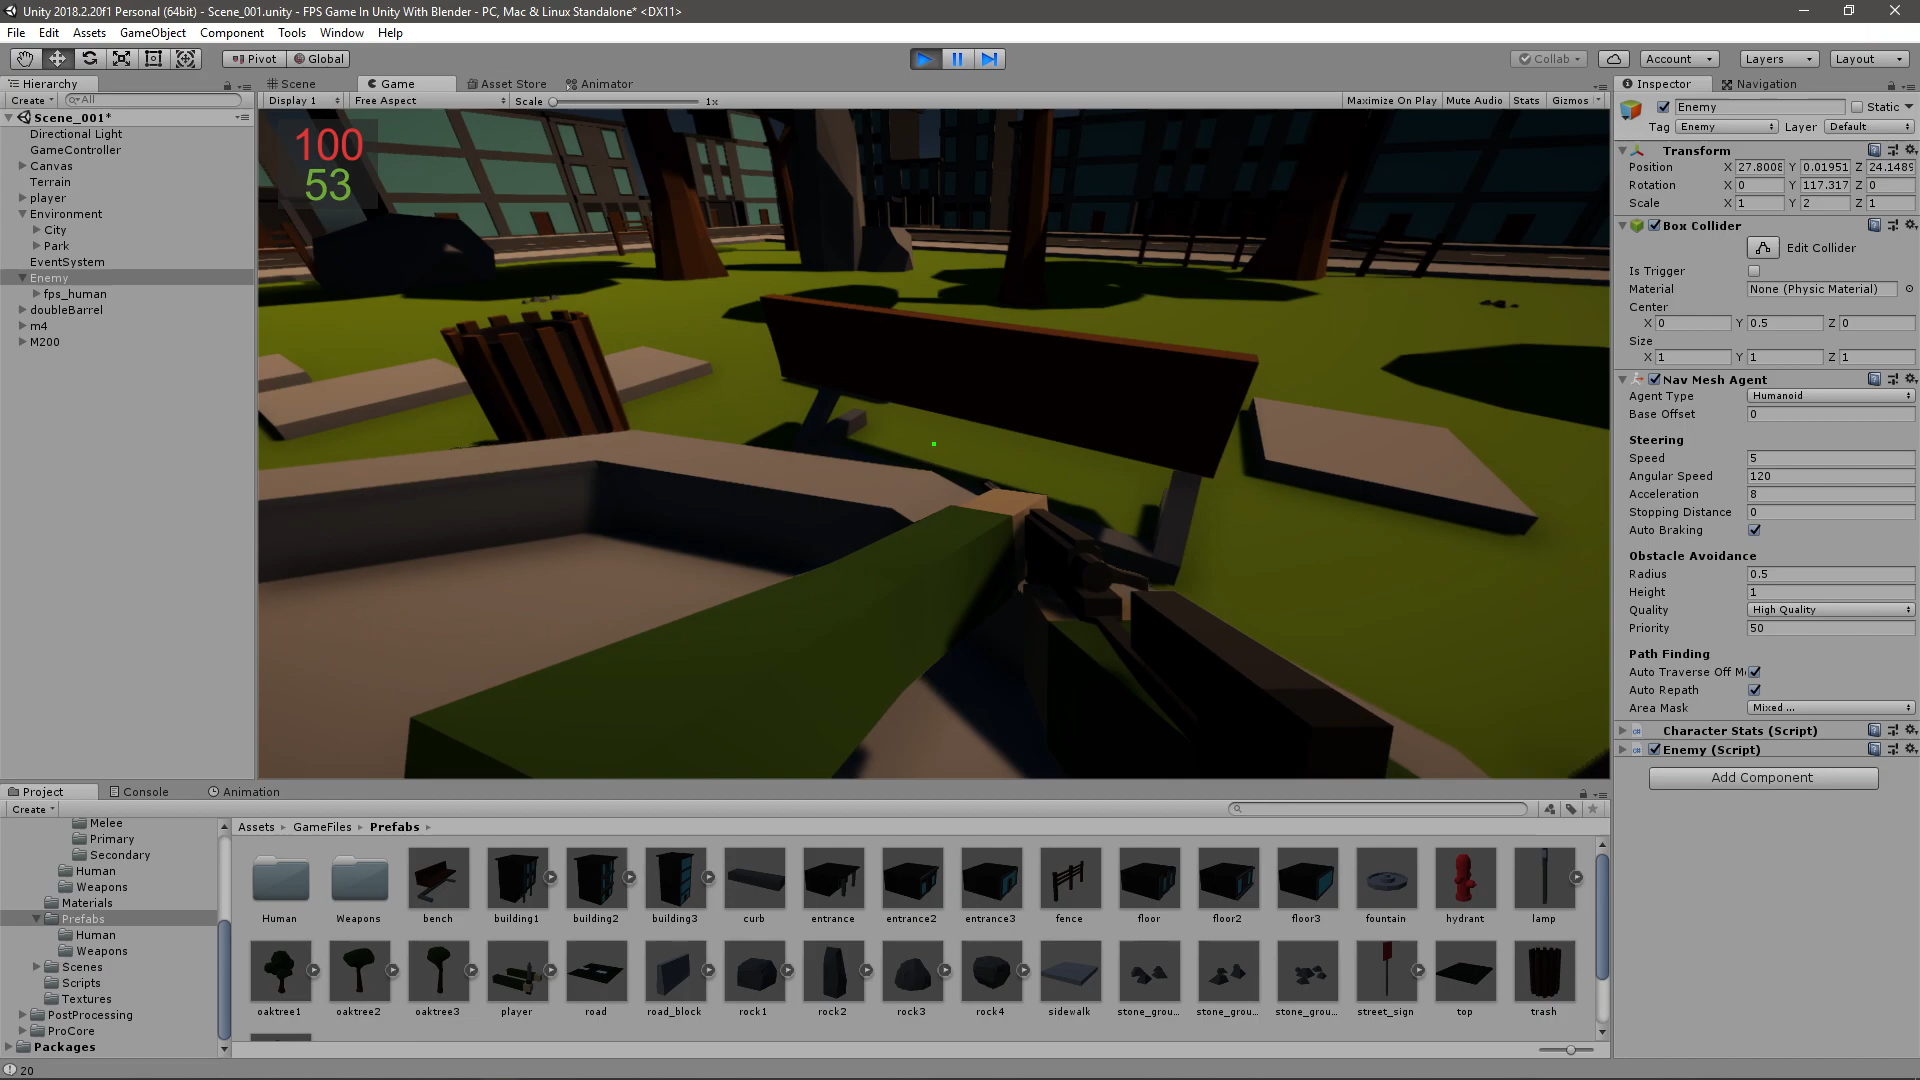 Unity 2018.2.20f1 Personal (64bit) - Scene_001.unity - FPS Game In Unity With Blender - PC, Mac & Linux Standalone* <DX11>
File Edit Assets GameObject Component Tools Window Help
Pivot Global Collab Account Layers Layout
Hierarchy
Create All
Scene_001*
Directional Light
GameController
Canvas
Terrain
player
Environment
City
Park
EventSystem
Enemy
fps_human
doubleBarrel
m4
M200
Scene Game Asset Store Animator
Display 1 Free Aspect Scale 1x Maximize On Play Mute Audio Stats Gizmos
100
53
Inspector Navigation
Enemy Static
Tag Enemy Layer Default
Transform
Position X 27.8008 Y 0.01951 Z 24.1489
Rotation X 0 Y 117.317 Z 0
Scale X 1 Y 2 Z 1
Box Collider
Edit Collider
Is Trigger
Material None (Physic Material)
Center
X 0 Y 0.5 Z 0
Size
X 1 Y 1 Z 1
Nav Mesh Agent
Agent Type Humanoid
Base Offset 0
Steering
Speed 5
Angular Speed 120
Acceleration 8
Stopping Distance 0
Auto Braking
Obstacle Avoidance
Radius 0.5
Height 1
Quality High Quality
Priority 50
Path Finding
Auto Traverse Off M
Auto Repath
Area Mask Mixed ...
Character Stats (Script)
Enemy (Script)
Add Component
Project Console Animation
Create
Melee
Primary
Secondary
Human
Weapons
Materials
Prefabs
Human
Weapons
Scenes
Scripts
Textures
PostProcessing
ProCore
Packages
Assets GameFiles Prefabs
Human Weapons bench building1 building2 building3 curb entrance entrance2 entrance3 fence floor floor2 floor3 fountain hydrant lamp
oaktree1 oaktree2 oaktree3 player road road_block rock1 rock2 rock3 rock4 sidewalk stone_grou... stone_grou... stone_grou... street_sign top trash
20